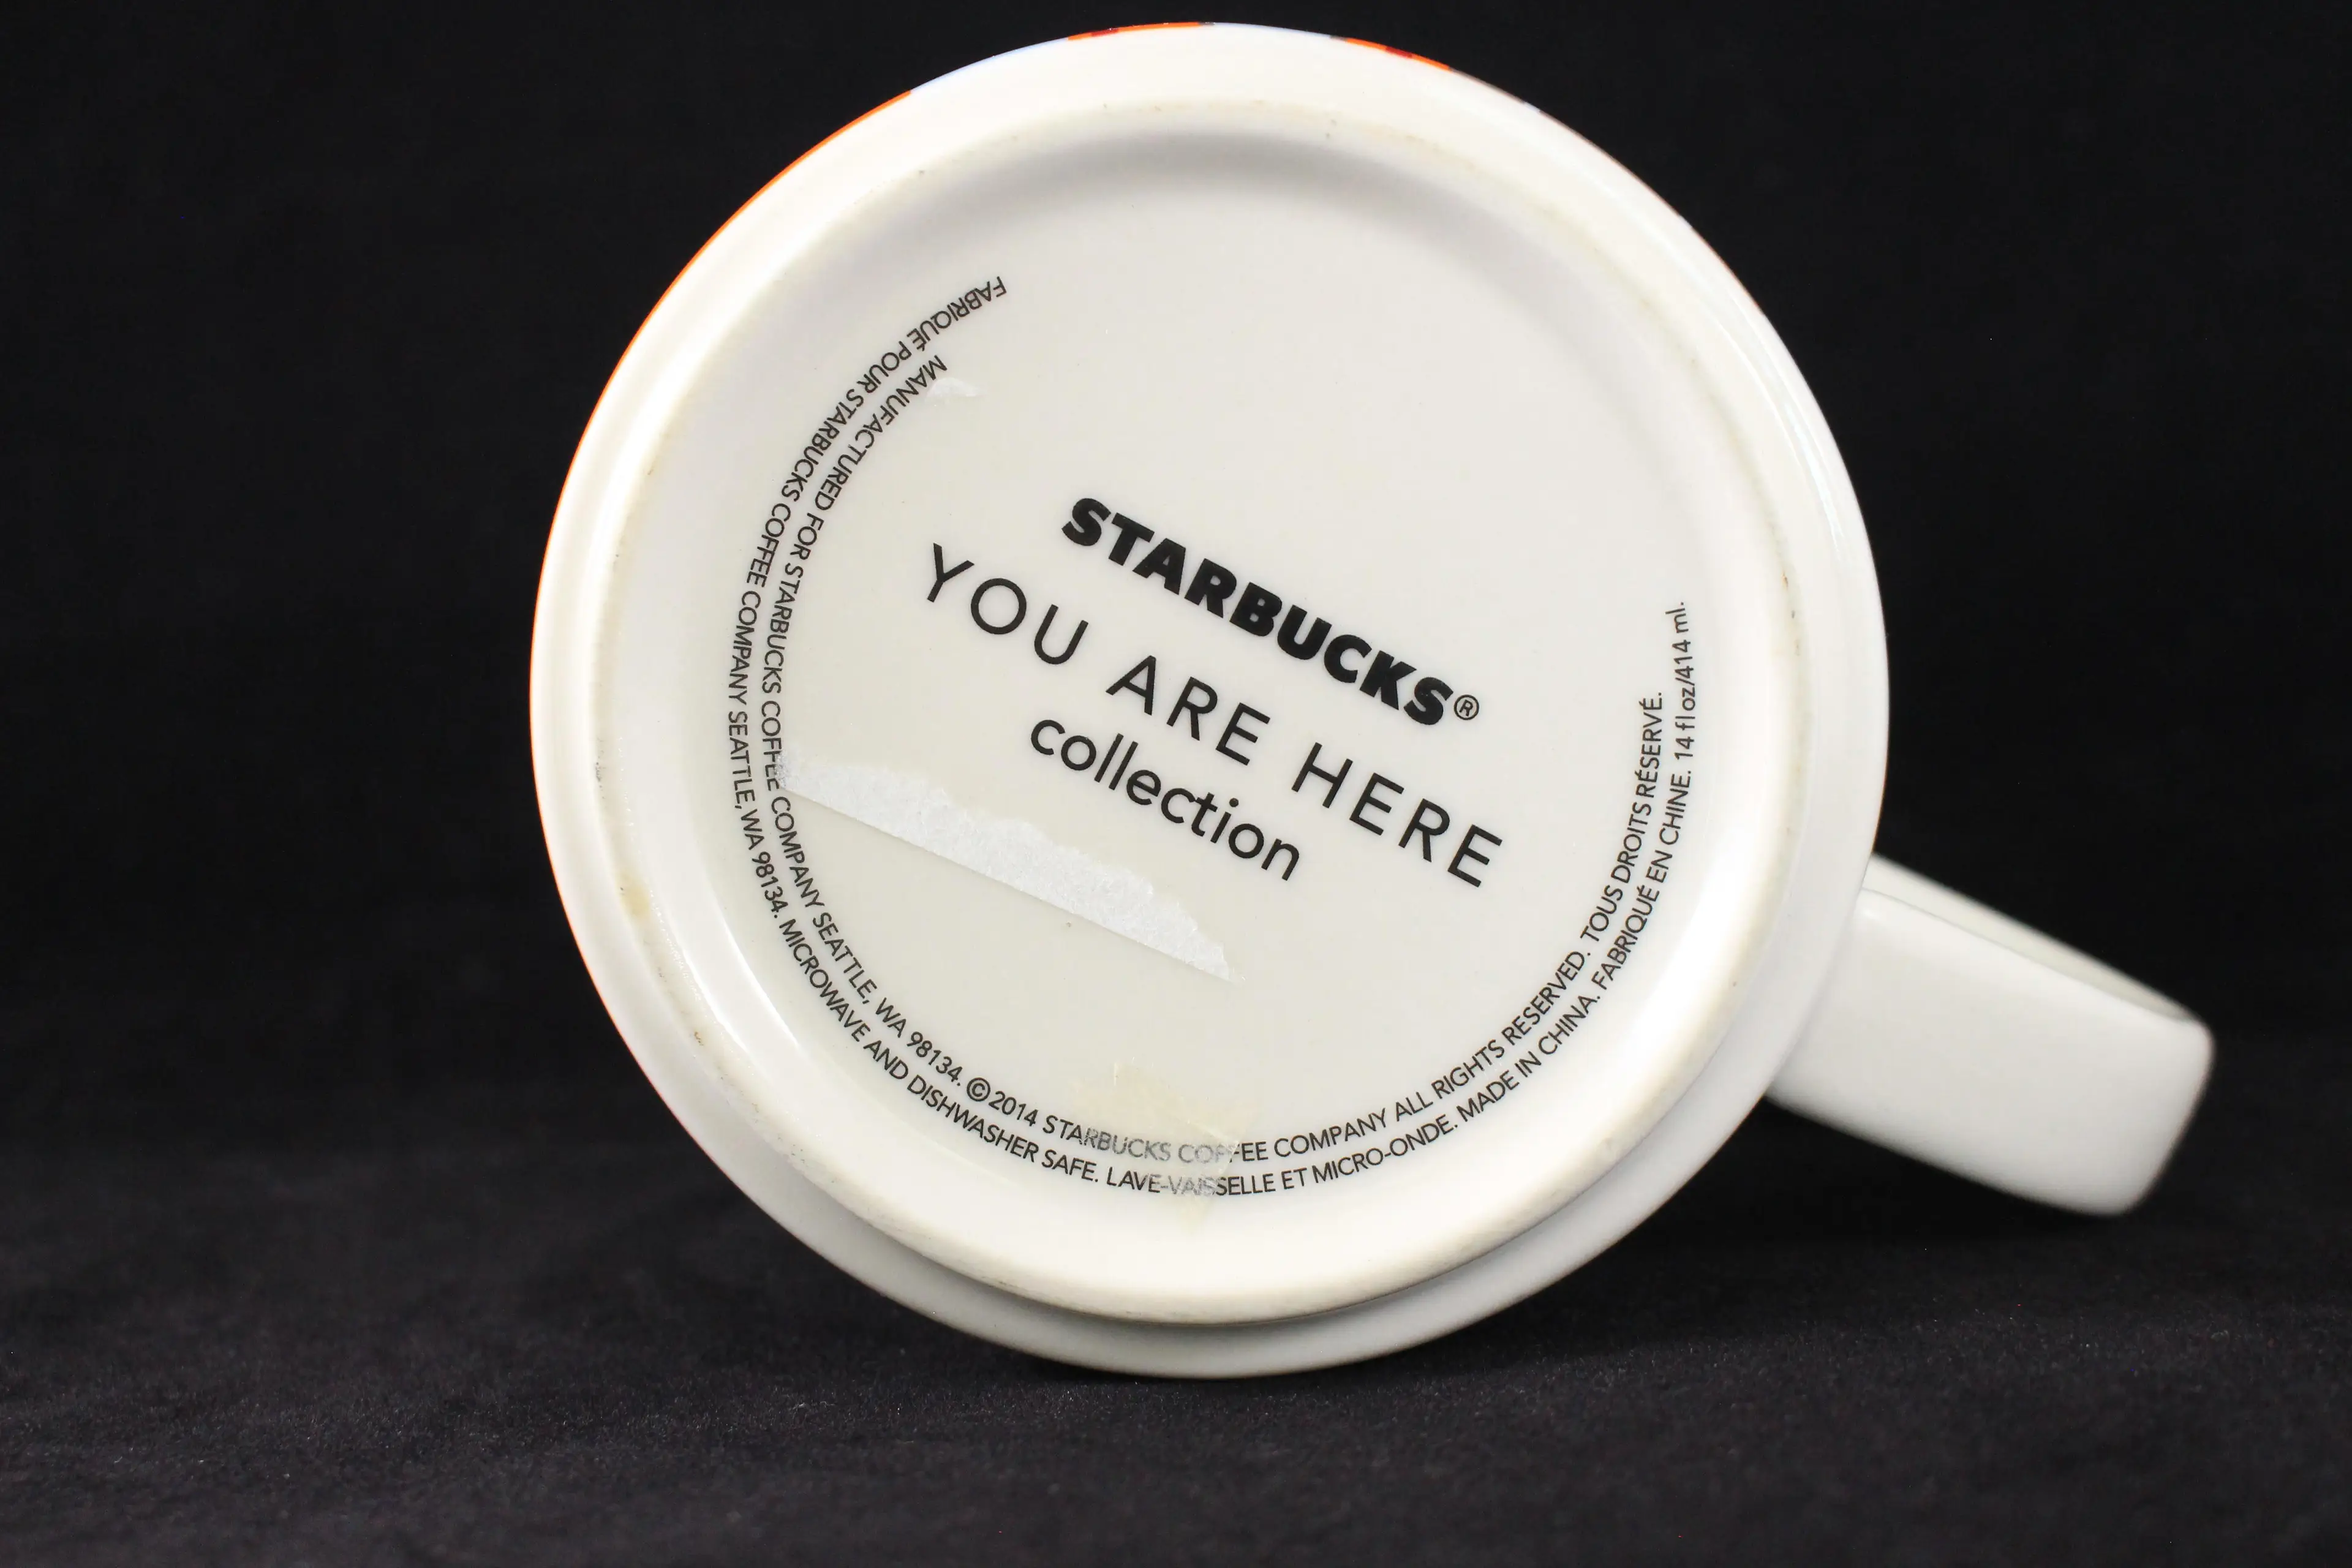 STARBUCKS®
YOU ARE HERE
collection
MANUFACTURED FOR STARBUCKS COFFEE COMPANY SEATTLE, WA 98134. ©2014 STARBUCKS COFFEE COMPANY ALL RIGHTS RESERVED. TOUS DROITS RÉSERVÉ.
FABRIQUÉ POUR STARBUCKS COFFEE COMPANY SEATTLE, WA 98134. MICROWAVE AND DISHWASHER SAFE. LAVE-VAISSELLE ET MICRO-ONDE. MADE IN CHINA. FABRIQUÉ EN CHINE. 14 fl oz/414 ml.